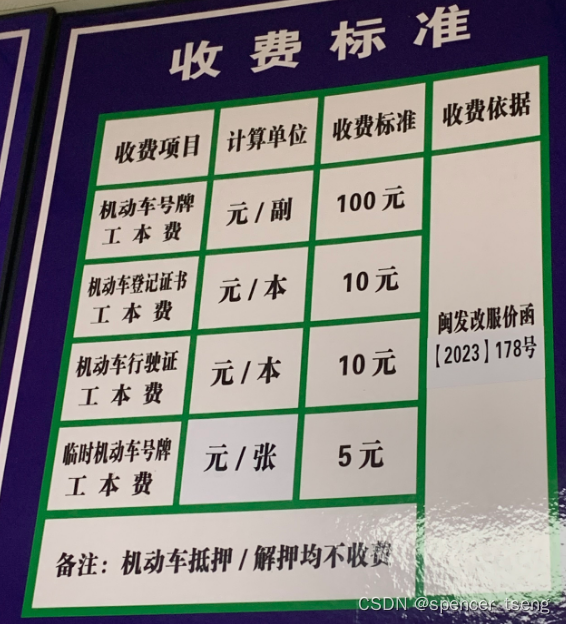 收费标准
收费项目 计算单位 收费标准 收费依据
机动车号牌
工本费 元/副 100元
机动车登记证书
工本费 元/本 10元
闽发改服价函
【2023】178号
机动车行驶证
工本费 元/本 10元
临时机动车号牌
工本费 元/张 5元
备注：机动车抵押/解押均不收费
CSDN @spencer_tseng